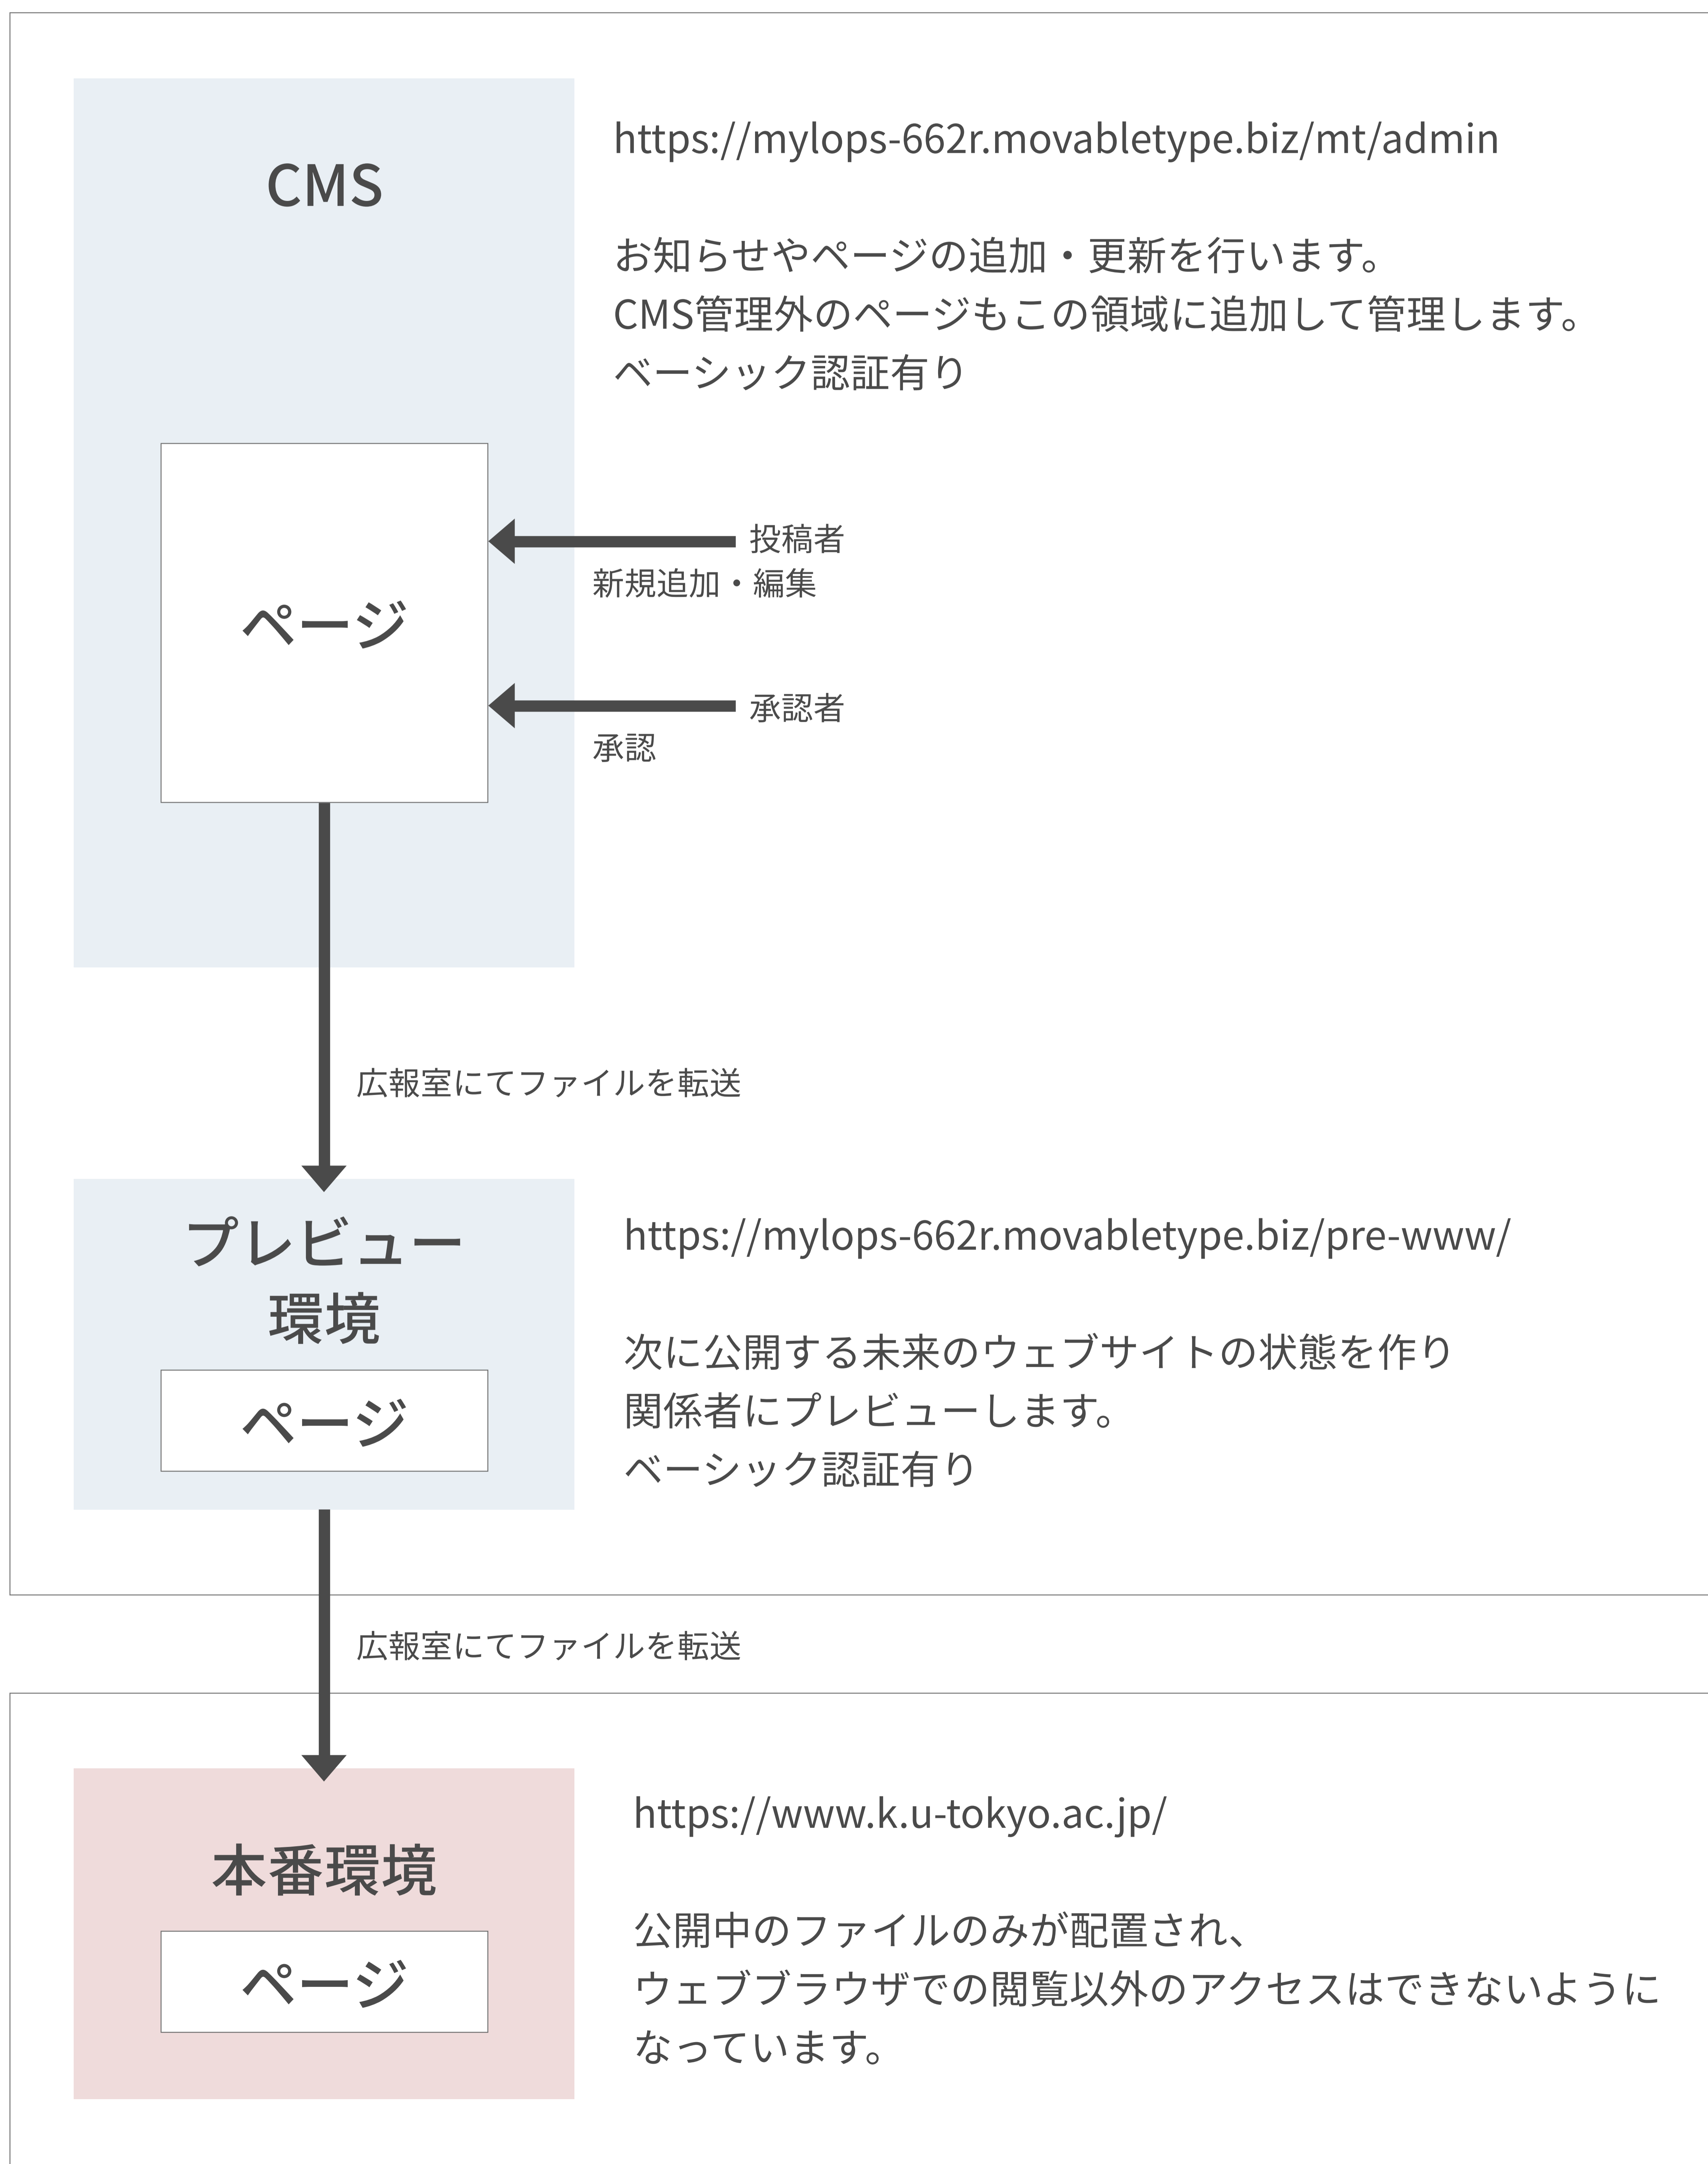 CMS
https://mylops-662r.movabletype.biz/mt/admin
お知らせやページの追加・更新を行います。
CMS管理外のページもこの領域に追加して管理します。
ベーシック認証有り
ページ
投稿者
新規追加・編集
承認者
承認
広報室にてファイルを転送
プレビュー
環境
ページ
https://mylops-662r.movabletype.biz/pre-www/
次に公開する未来のウェブサイトの状態を作り
関係者にプレビューします。
ベーシック認証有り
広報室にてファイルを転送
本番環境
ページ
https://www.k.u-tokyo.ac.jp/
公開中のファイルのみが配置され、
ウェブブラウザでの閲覧以外のアクセスはできないように
なっています。